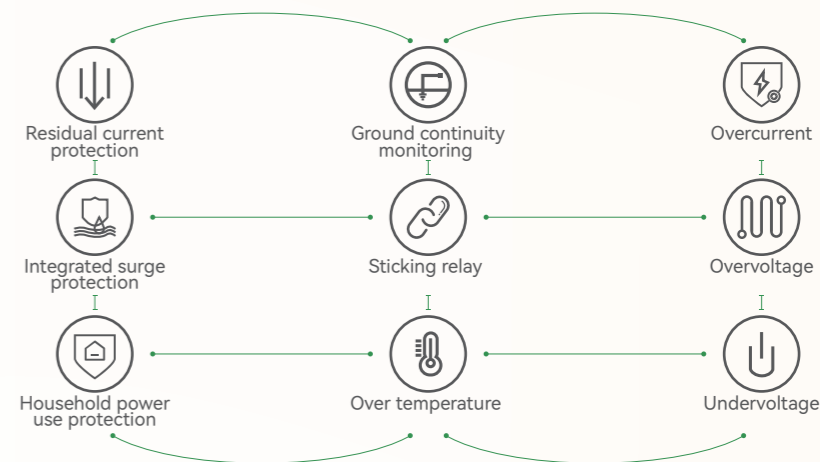 Residual current
protection
Ground continuity
monitoring
Overcurrent
Integrated surge
protection
Sticking relay
Overvoltage
Household power
use protection
Over temperature
Undervoltage